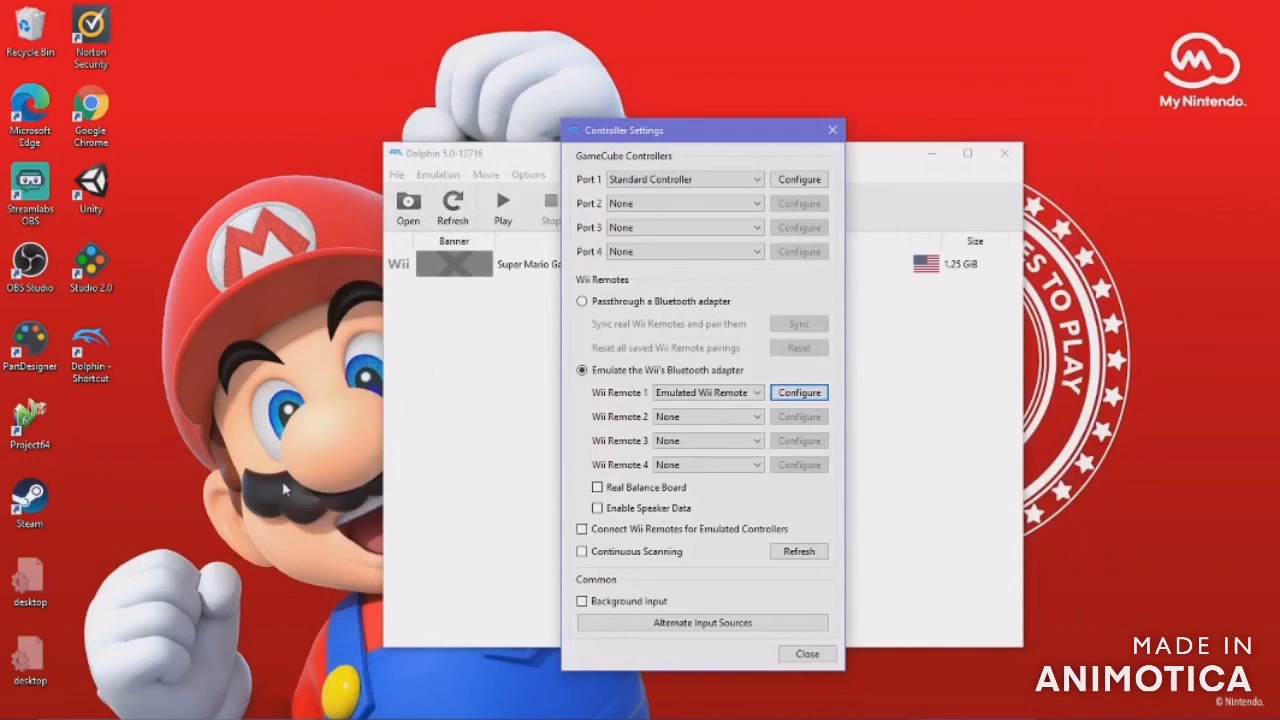 Recycle Bin
Norton
Security
Microsoft
Edge
Google
Chrome
Streamlabs
OBS
Unity
OBS Studio
Studio 2.0
PartDesigner
Dolphin -
Shortcut
Project64
Steam
desktop
desktop
My Nintendo.
Dolphin 5.0-12716
File Emulation Movie Options
Open Refresh Play Stop
Banner
Size
Wii
Super Mario Ga
1.25 GiB
Controller Settings
GameCube Controllers
Port 1 Standard Controller Configure
Port 2 None Configure
Port 3 None Configure
Port 4 None Configure
Wii Remotes
Passthrough a Bluetooth adapter
Sync real Wii Remotes and pair them Sync
Reset all saved Wii Remote pairings Reset
Emulate the Wii's Bluetooth adapter
Wii Remote 1 Emulated Wii Remote Configure
Wii Remote 2 None Configure
Wii Remote 3 None Configure
Wii Remote 4 None Configure
Real Balance Board
Enable Speaker Data
Connect Wii Remotes for Emulated Controllers
Continuous Scanning Refresh
Common
Background Input
Alternate Input Sources
Close
ES TO PLAY
MADE IN
ANIMOTICA
© Nintendo.